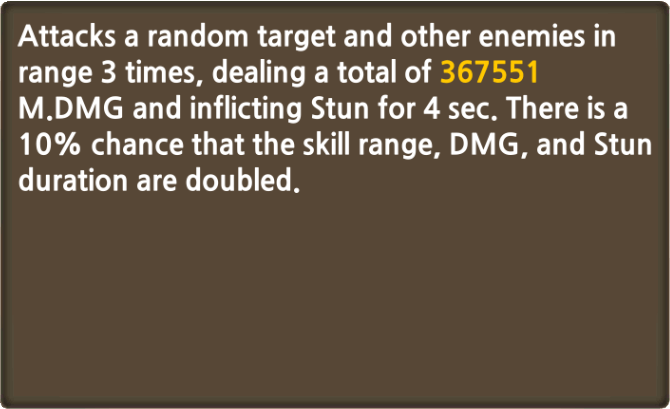 Attacks a random target and other enemies in
range 3 times, dealing a total of 367551
M.DMG and inflicting Stun for 4 sec. There is a
10% chance that the skill range, DMG, and Stun
duration are doubled.